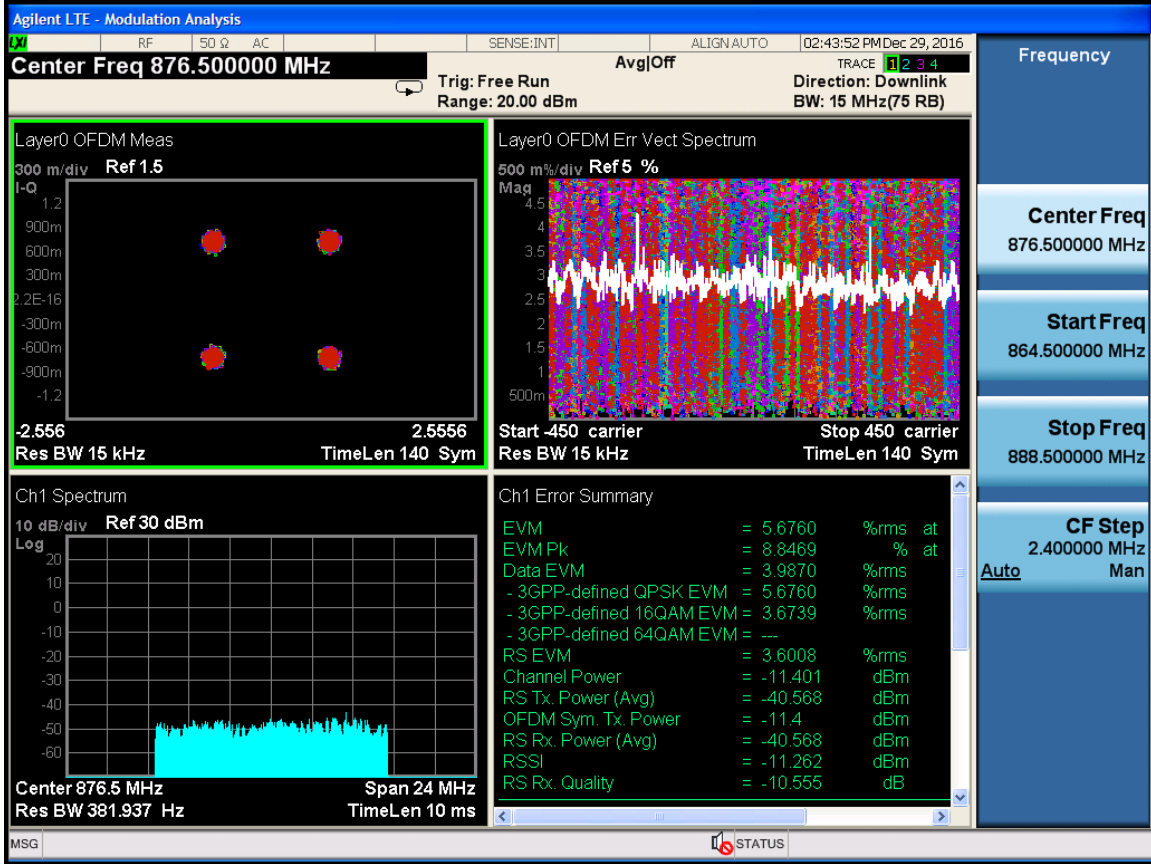 Agilent LTE - Modulation Analysis
LXI RF 50 Ω AC SENSE:INT ALIGN AUTO 02:43:52 PM Dec 29, 2016
Center Freq 876.500000 MHz
Avg|Off
TRACE 1 2 3 4
Trig: Free Run
Direction: Downlink
Range: 20.00 dBm
BW: 15 MHz(75 RB)
Layer0 OFDM Meas
300 m/div Ref 1.5
I-Q
1.2
900m
600m
300m
2.2E-16
-300m
-600m
-900m
-1.2
-2.556 2.5556
Res BW 15 kHz TimeLen 140 Sym
Layer0 OFDM Err Vect Spectrum
500 m%/div Ref 5 %
Mag
4.5
4
3.5
3
2.5
2
1.5
1
500m
Start -450 carrier Stop 450 carrier
Res BW 15 kHz TimeLen 140 Sym
Ch1 Spectrum
10 dB/div Ref 30 dBm
Log
20
10
0
-10
-20
-30
-40
-50
-60
Center 876.5 MHz Span 24 MHz
Res BW 381.937 Hz TimeLen 10 ms
Ch1 Error Summary
EVM = 5.6760 %rms at
EVM Pk = 8.8469 % at
Data EVM = 3.9870 %rms
- 3GPP-defined QPSK EVM = 5.6760 %rms
- 3GPP-defined 16QAM EVM = 3.6739 %rms
- 3GPP-defined 64QAM EVM = ---
RS EVM = 3.6008 %rms
Channel Power = -11.401 dBm
RS Tx. Power (Avg) = -40.568 dBm
OFDM Sym. Tx. Power = -11.4 dBm
RS Rx. Power (Avg) = -40.568 dBm
RSSI = -11.262 dBm
RS Rx. Quality = -10.555 dB
Frequency
Center Freq
876.500000 MHz
Start Freq
864.500000 MHz
Stop Freq
888.500000 MHz
CF Step
2.400000 MHz
Auto Man
MSG STATUS